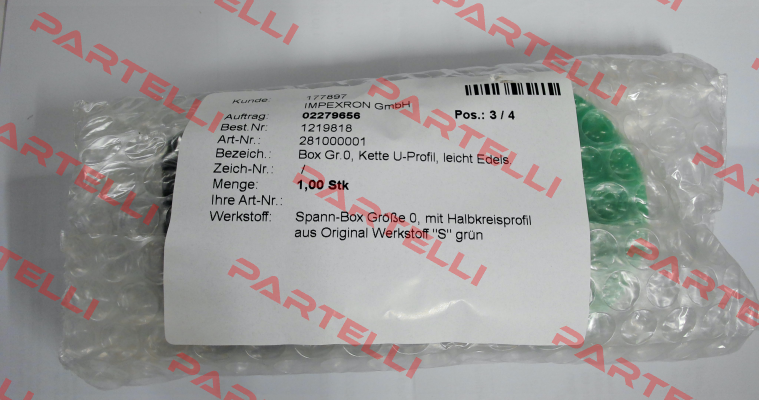 Kunde: 177897
IMPEXRON GmbH
Auftrag: 02279656 Pos.: 3 / 4
Best.Nr: 1219818
Art-Nr.: 281000001
Bezeich.: Box Gr.0, Kette U-Profil, leicht Edels.
Zeich-Nr.: /
Menge: 1,00 Stk
Ihre Art-Nr.:
Werkstoff: Spann-Box Größe 0, mit Halbkreisprofil
aus Original Werkstoff "S" grün
PARTELLI
PARTELLI
PARTELLI
PARTELLI
PARTELLI
PARTELLI
PARTELLI
PARTELLI